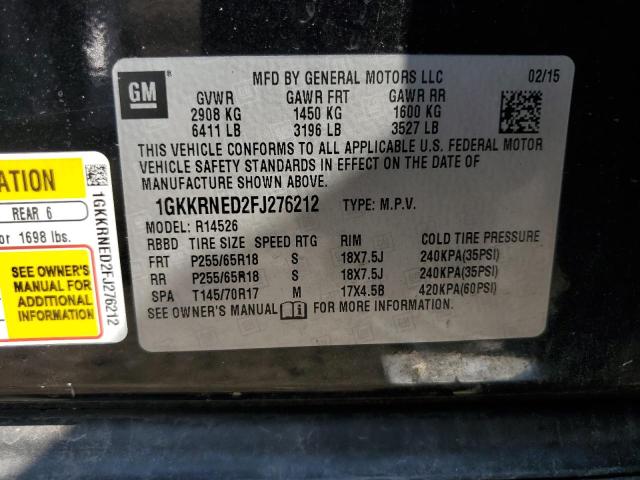 GM
MFD BY GENERAL MOTORS LLC 02/15
GVWR GAWR FRT GAWR RR
2908 KG 1450 KG 1600 KG
6411 LB 3196 LB 3527 LB
THIS VEHICLE CONFORMS TO ALL APPLICABLE U.S. FEDERAL MOTOR
VEHICLE SAFETY STANDARDS IN EFFECT ON THE DATE OF
MANUFACTURE SHOWN ABOVE.
1GKKRNED2FJ276212 TYPE: M.P.V.
MODEL: R14526
RBBD TIRE SIZE SPEED RTG RIM COLD TIRE PRESSURE
FRT P255/65R18 S 18X7.5J 240KPA(35PSI)
RR P255/65R18 S 18X7.5J 240KPA(35PSI)
SPA T145/70R17 M 17X4.5B 420KPA(60PSI)
SEE OWNER'S MANUAL i FOR MORE INFORMATION.
ATION
REAR 6
or 1698 lbs.
SEE OWNER'S
MANUAL FOR
ADDITIONAL
INFORMATION
1GKKRNED2FJ276212